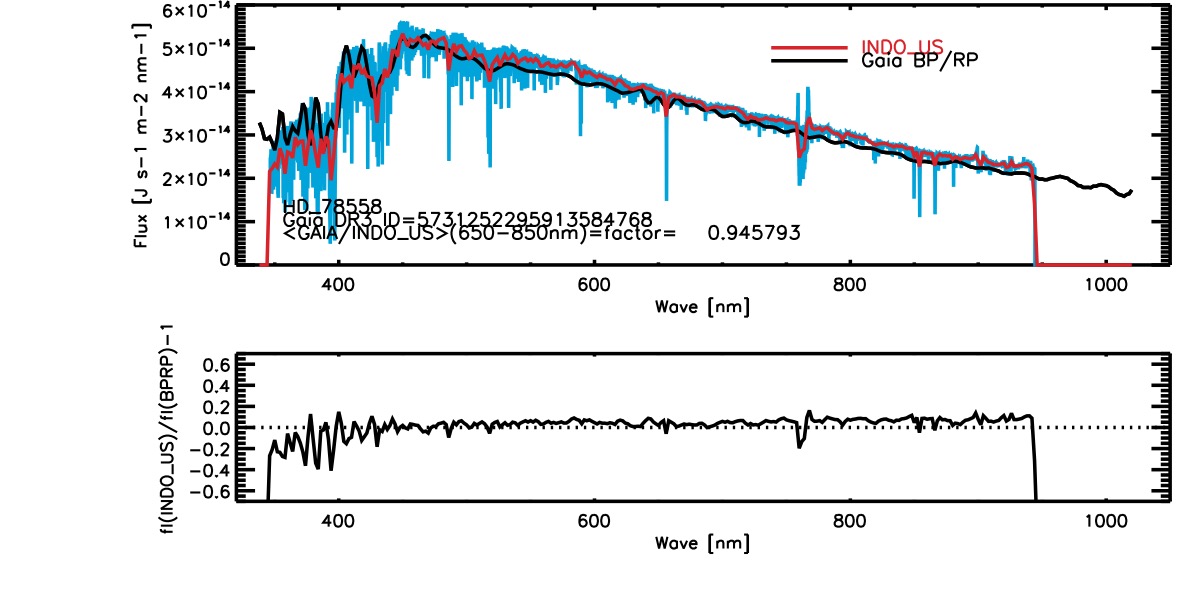 6×10−14
5×10−14
4×10−14
3×10−14
2×10−14
1×10−14
0
Flux [J s−1 m−2 nm−1]
INDO_US
Gaia BP/RP
HD_78558
Gaia DR3 ID=5731252295913584768
<GAIA/INDO_US>(650−850nm)=factor= 0.945793
400 600 800 1000
Wave [nm]
fl(INDO_US)/fl(BPRP)−1
0.6
0.4
0.2
0.0
−0.2
−0.4
−0.6
400 600 800 1000
Wave [nm]